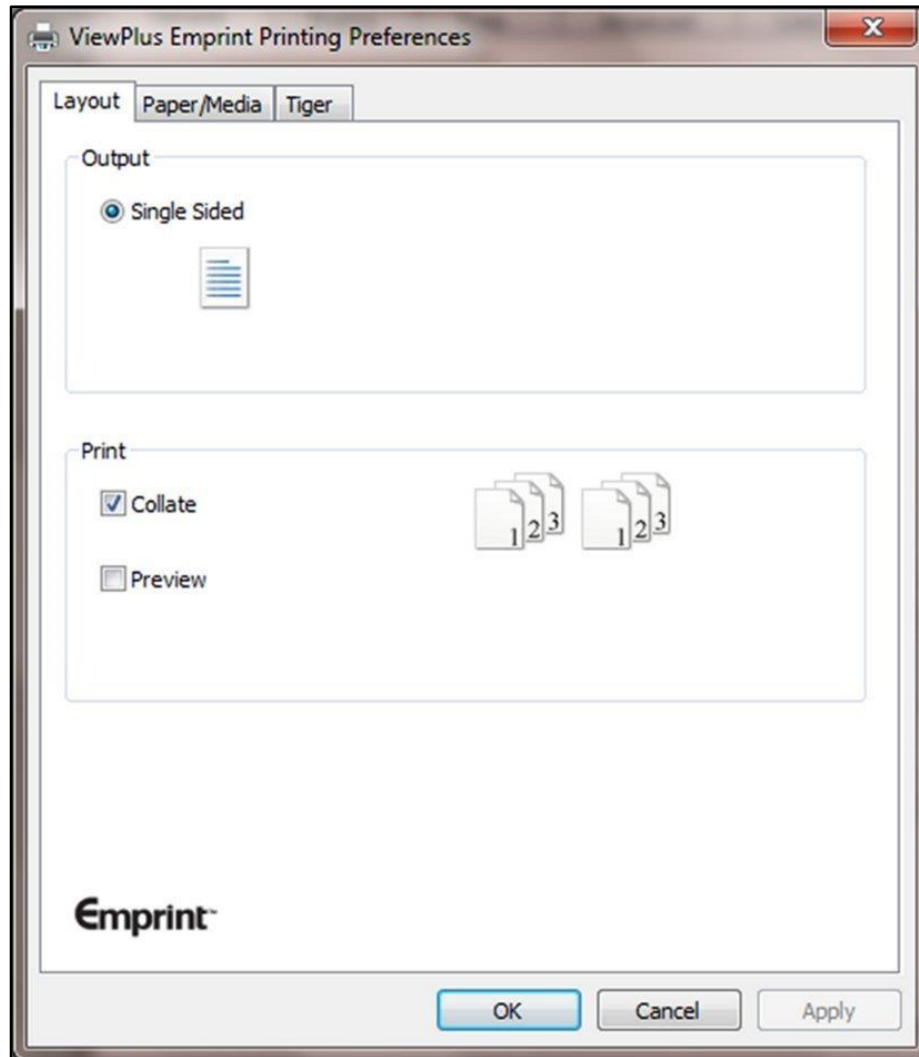 ViewPlus Emprint Printing Preferences
Layout Paper/Media Tiger
Output
Single Sided
Print
Collate
1 2 3 1 2 3
Preview
Emprint™
OK Cancel Apply